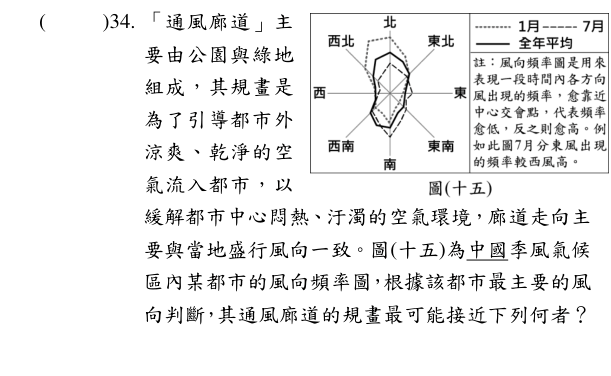 (　　)34. 「通風廊道」主
要由公園與綠地
組成，其規畫是
為了引導都市外
涼爽、乾淨的空
氣流入都市，以
緩解都市中心悶熱、汙濁的空氣環境，廊道走向主
要與當地盛行風向一致。圖(十五)為中國季風氣候
區內某都市的風向頻率圖，根據該都市最主要的風
向判斷，其通風廊道的規畫最可能接近下列何者？
北
西北
東北
西
東
西南
東南
南
1月 7月
全年平均
註：風向頻率圖是用來
表現一段時間內各方向
風出現的頻率，愈靠近
中心交會點，代表頻率
愈低，反之則愈高。例
如此圖7月分東風出現
的頻率較西風高。
圖(十五)